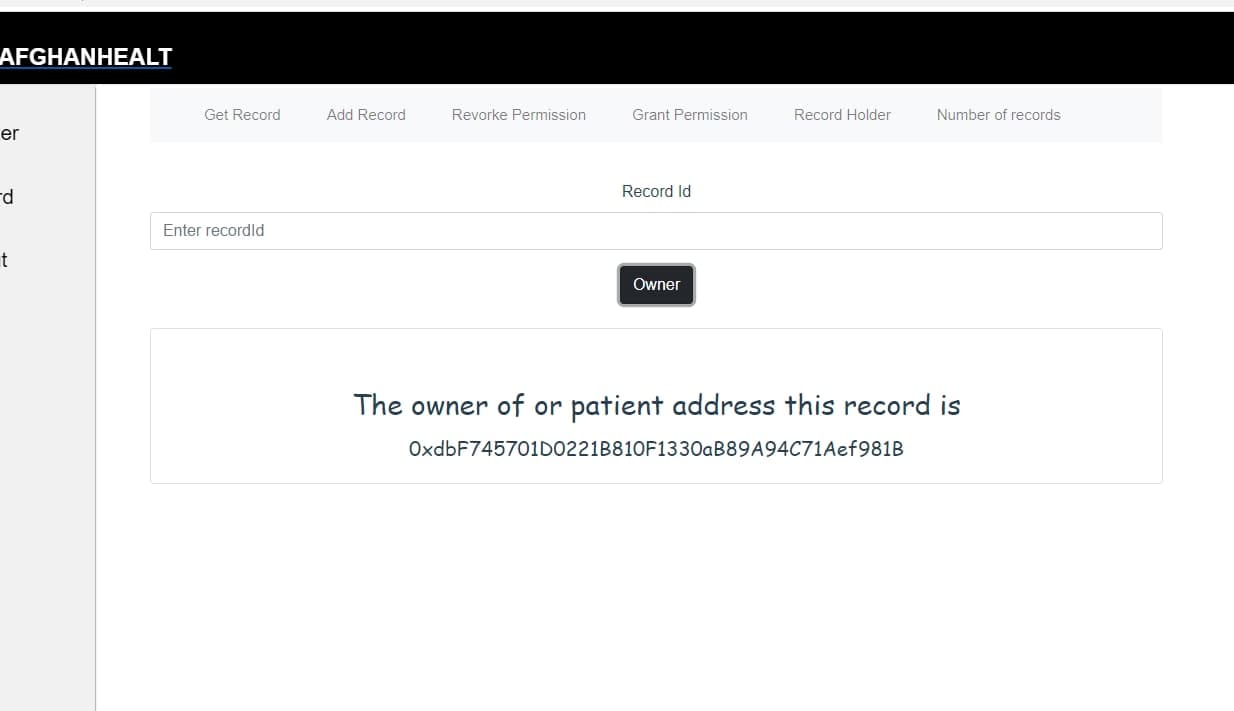 AFGHANHEALT
Get Record Add Record Revorke Permission Grant Permission Record Holder Number of records
er
rd
t
Record Id
Enter recordId
Owner
The owner of or patient address this record is
0xdbF745701D0221B810F1330aB89A94C71Aef981B